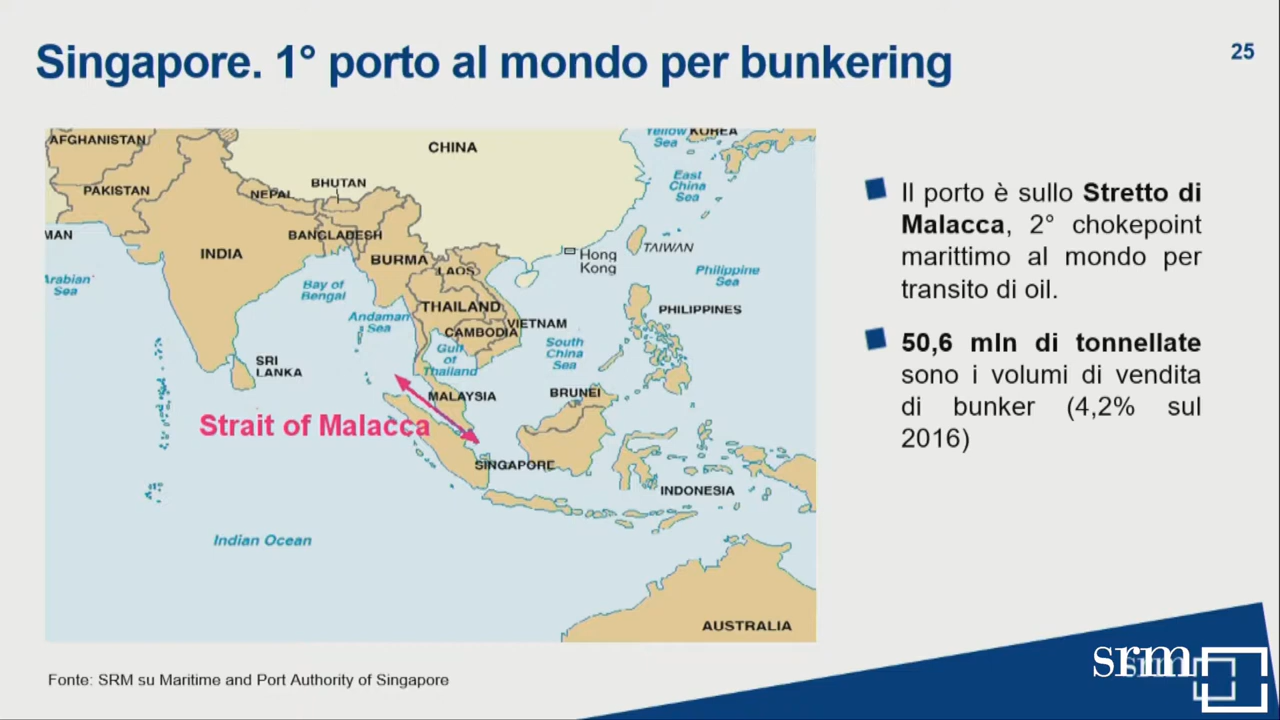 Singapore. 1° porto al mondo per bunkering
25
AFGHANISTAN
PAKISTAN
MAN
Arabian
Sea
INDIA
NEPAL
BHUTAN
BANGLADESH
BURMA
CHINA
Yellow
Sea
KOREA
East
China
Sea
TAIWAN
Hong
Kong
LAOS
THAILAND
CAMBODIA
VIETNAM
Bay of
Bengal
Andaman
Sea
Gulf
of
Thailand
South
China
Sea
Philippine
Sea
PHILIPPINES
SRI
LANKA
MALAYSIA
BRUNEI
Strait of Malacca
SINGAPORE
INDONESIA
Indian Ocean
AUSTRALIA
Il porto è sullo Stretto di
Malacca, 2° chokepoint
marittimo al mondo per
transito di oil.
50,6 mln di tonnellate
sono i volumi di vendita
di bunker (4,2% sul
2016)
Fonte: SRM su Maritime and Port Authority of Singapore
srm
srm